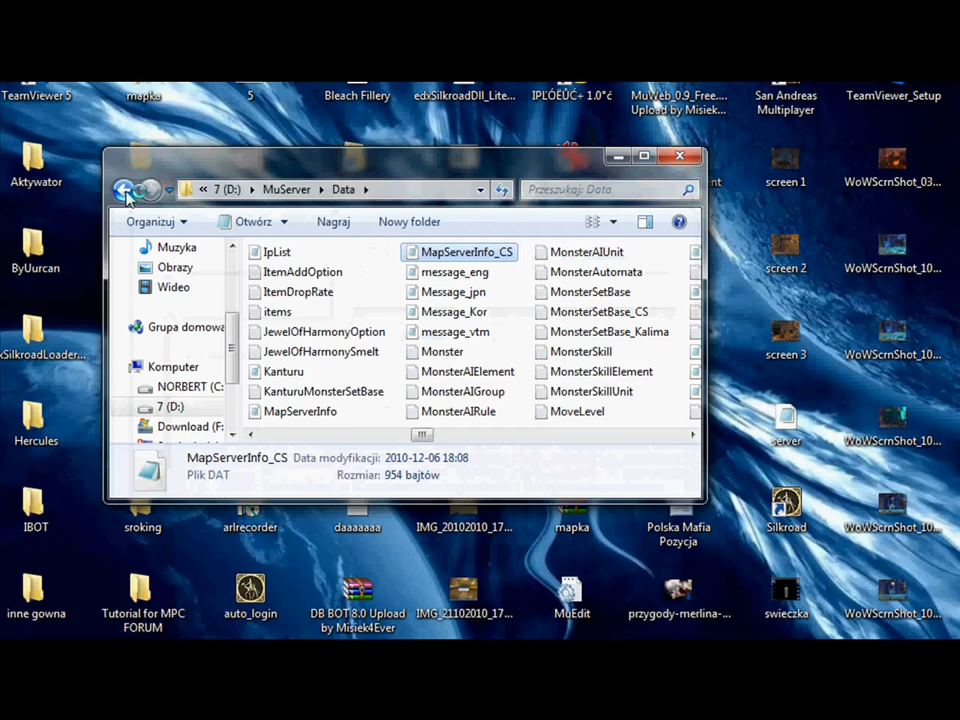 TeamViewer 5
mapka
5
Bleach Fillery
edxSilkroadDll_Lite...
IPĽÓĚŰĆ÷ 1.0°ć
MuWeb_0.9_Free....
Upload by Misiek...
San Andreas
Multiplayer
TeamViewer_Setup
Aktywator
screen 1
WoWScrnShot_03...
ByUurcan
screen 2
WoWScrnShot_10...
xSilkroadLoader...
screen 3
WoWScrnShot_10...
Hercules
server
WoWScrnShot_10...
IBOT
sroking
arlrecorder
daaaaaaa
IMG_20102010_17...
mapka
Polska Mafia
Pozycja
Silkroad
WoWScrnShot_10...
inne gowna
Tutorial for MPC
FORUM
auto_login
DB BOT 8.0 Upload
by Misiek4Ever
IMG_21102010_17...
MuEdit
przygody-merlina-...
swieczka
WoWScrnShot_10...
« 7 (D:) MuServer Data
Przeszukaj: Data
Organizuj
Otwórz
Nagraj
Nowy folder
Muzyka
Obrazy
Wideo
Grupa domowa
Komputer
NORBERT (C:
7 (D:)
Download (F:
IpList
ItemAddOption
ItemDropRate
items
JewelOfHarmonyOption
JewelOfHarmonySmelt
Kanturu
KanturuMonsterSetBase
MapServerInfo
MapServerInfo_CS
message_eng
Message_jpn
Message_Kor
message_vtm
Monster
MonsterAIElement
MonsterAIGroup
MonsterAIRule
MonsterAIUnit
MonsterAutomata
MonsterSetBase
MonsterSetBase_CS
MonsterSetBase_Kalima
MonsterSkill
MonsterSkillElement
MonsterSkillUnit
MoveLevel
MapServerInfo_CS Data modyfikacji: 2010-12-06 18:08
Plik DAT Rozmiar: 954 bajtów